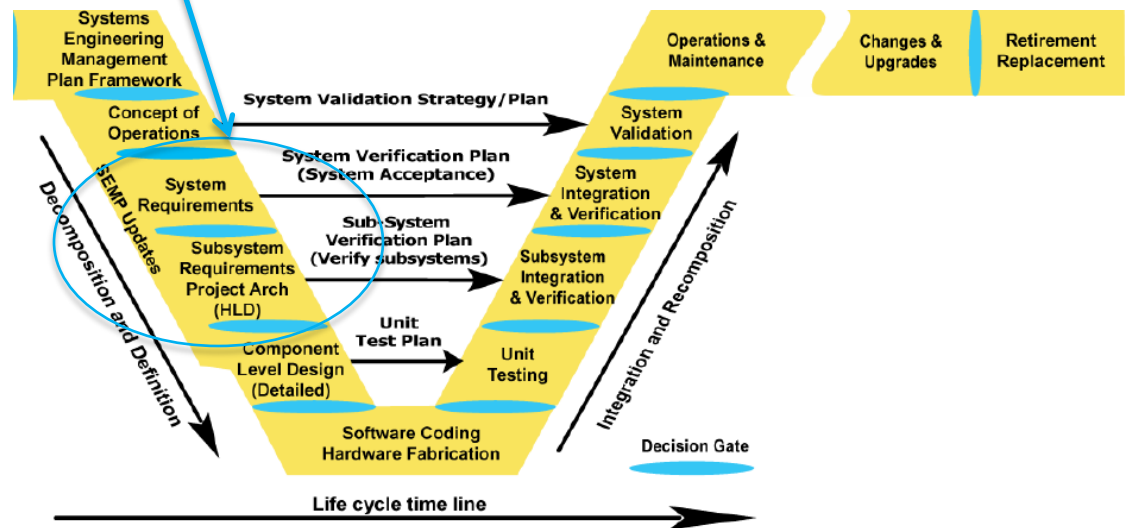 Systems
Engineering
Management
Plan Framework
Concept of
Operations
SEMP Updates
System
Requirements
Subsystem
Requirements
Project Arch
(HLD)
Component
Level Design
(Detailed)
Software Coding
Hardware Fabrication
System Validation Strategy/Plan
System Verification Plan
(System Acceptance)
Sub-System
Verification Plan
(Verify subsystems)
Unit
Test Plan
Unit
Testing
Subsystem
Integration
& Verification
System
Integration
& Verification
System
Validation
Operations &
Maintenance
Changes &
Upgrades
Retirement
Replacement
Decomposition and Definition
Integration and Recomposition
Decision Gate
Life cycle time line